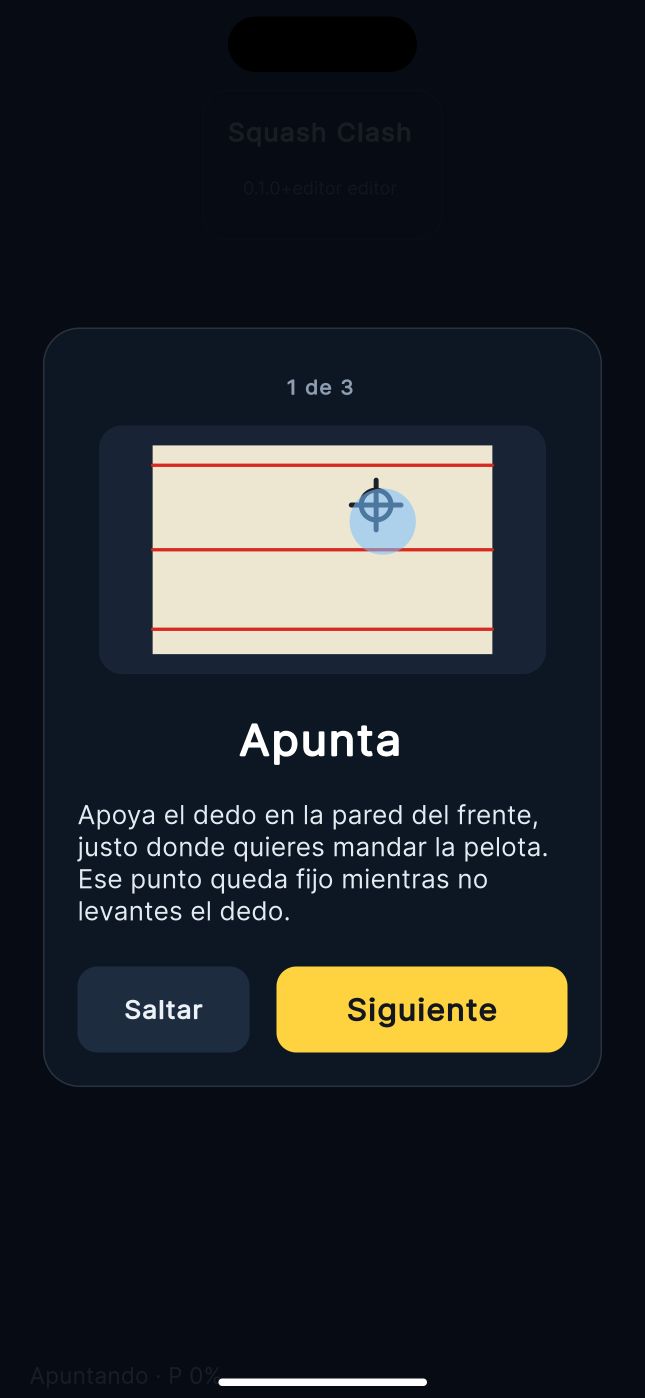 Squash Clash
0.1.0+editor editor
1 de 3
Apunta
Apoya el dedo en la pared del frente,
justo donde quieres mandar la pelota.
Ese punto queda fijo mientras no
levantes el dedo.
Saltar
Siguiente
Apuntando · P 0%